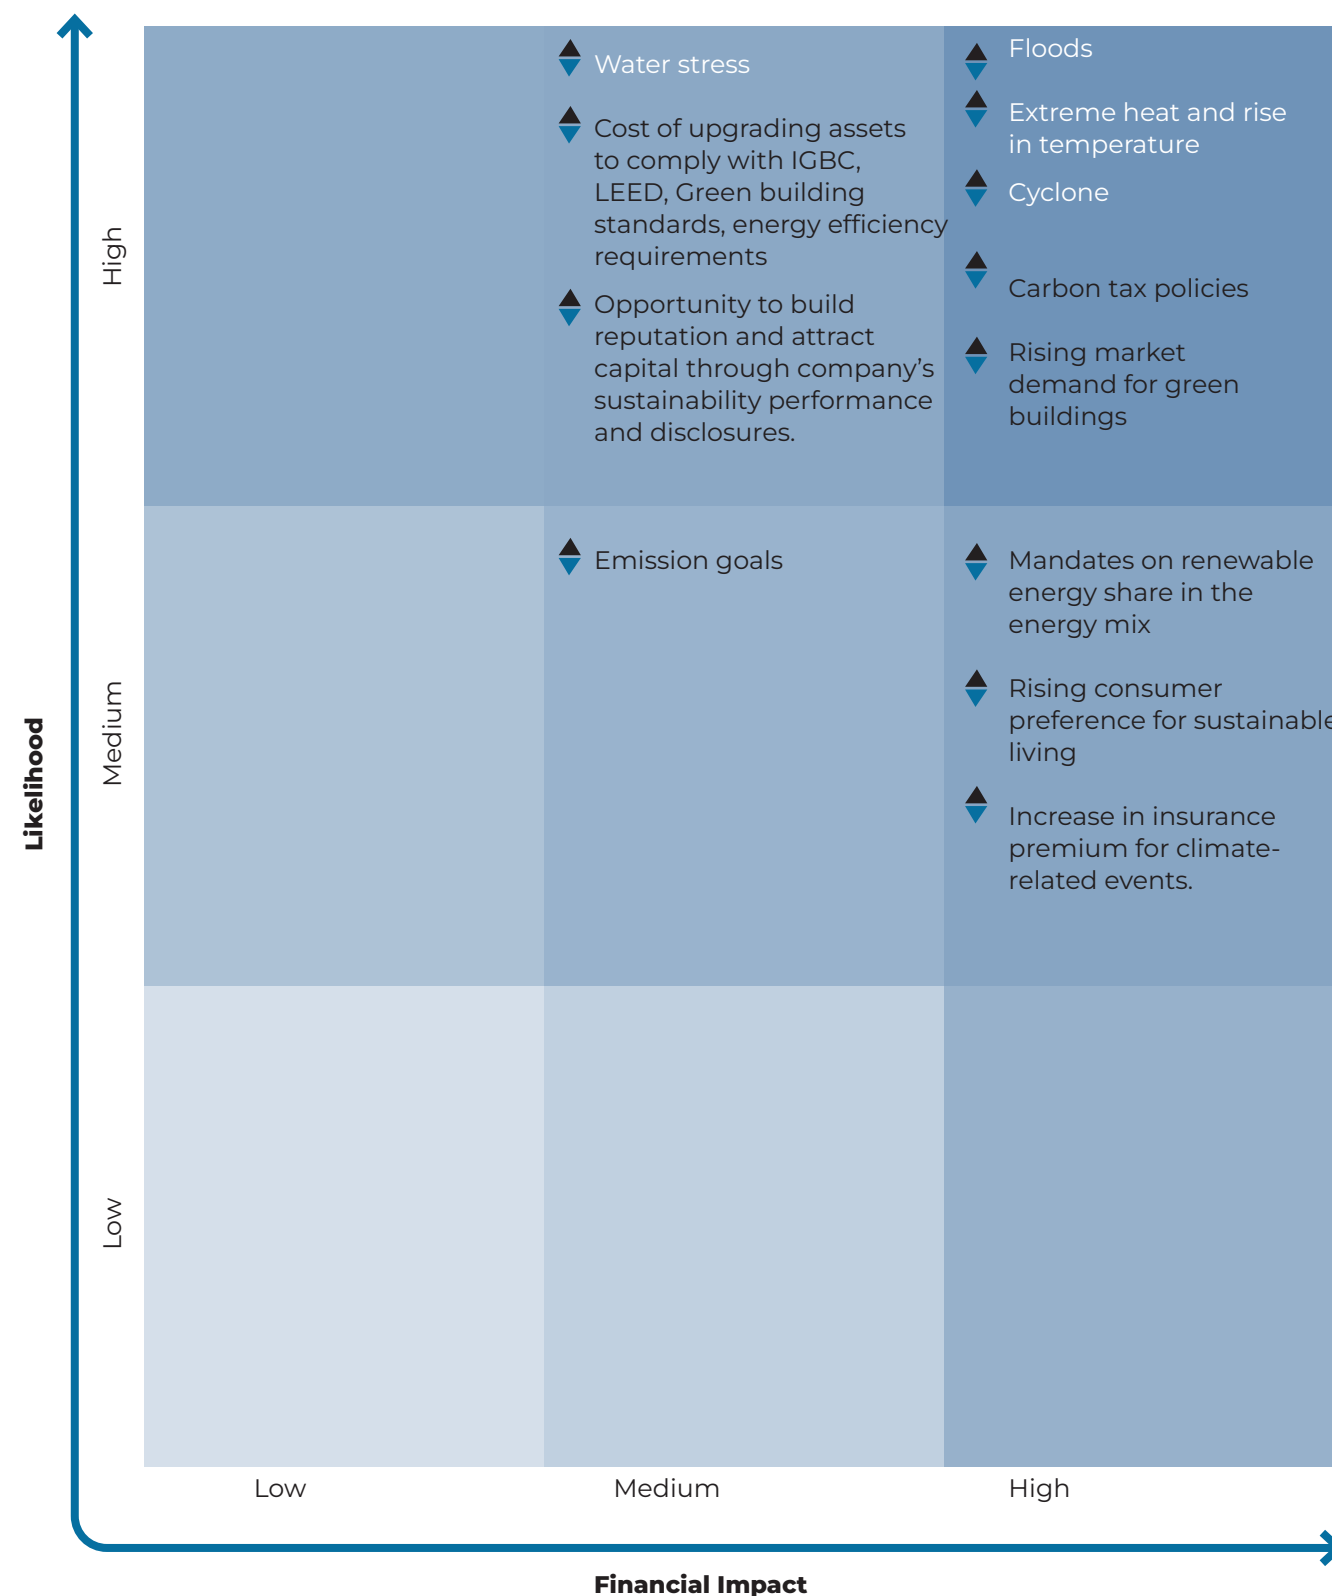 Water stress
Cost of upgrading assets
to comply with IGBC,
LEED, Green building
standards, energy efficiency
requirements
Opportunity to build
reputation and attract
capital through company’s
sustainability performance
and disclosures.
Floods
Extreme heat and rise
in temperature
Cyclone
Carbon tax policies
Rising market
demand for green
buildings
High
Emission goals
Mandates on renewable
energy share in the
energy mix
Rising consumer
preference for sustainable
living
Increase in insurance
premium for climate-
related events.
Medium
Likelihood
Low
Low
Medium
High
Financial Impact